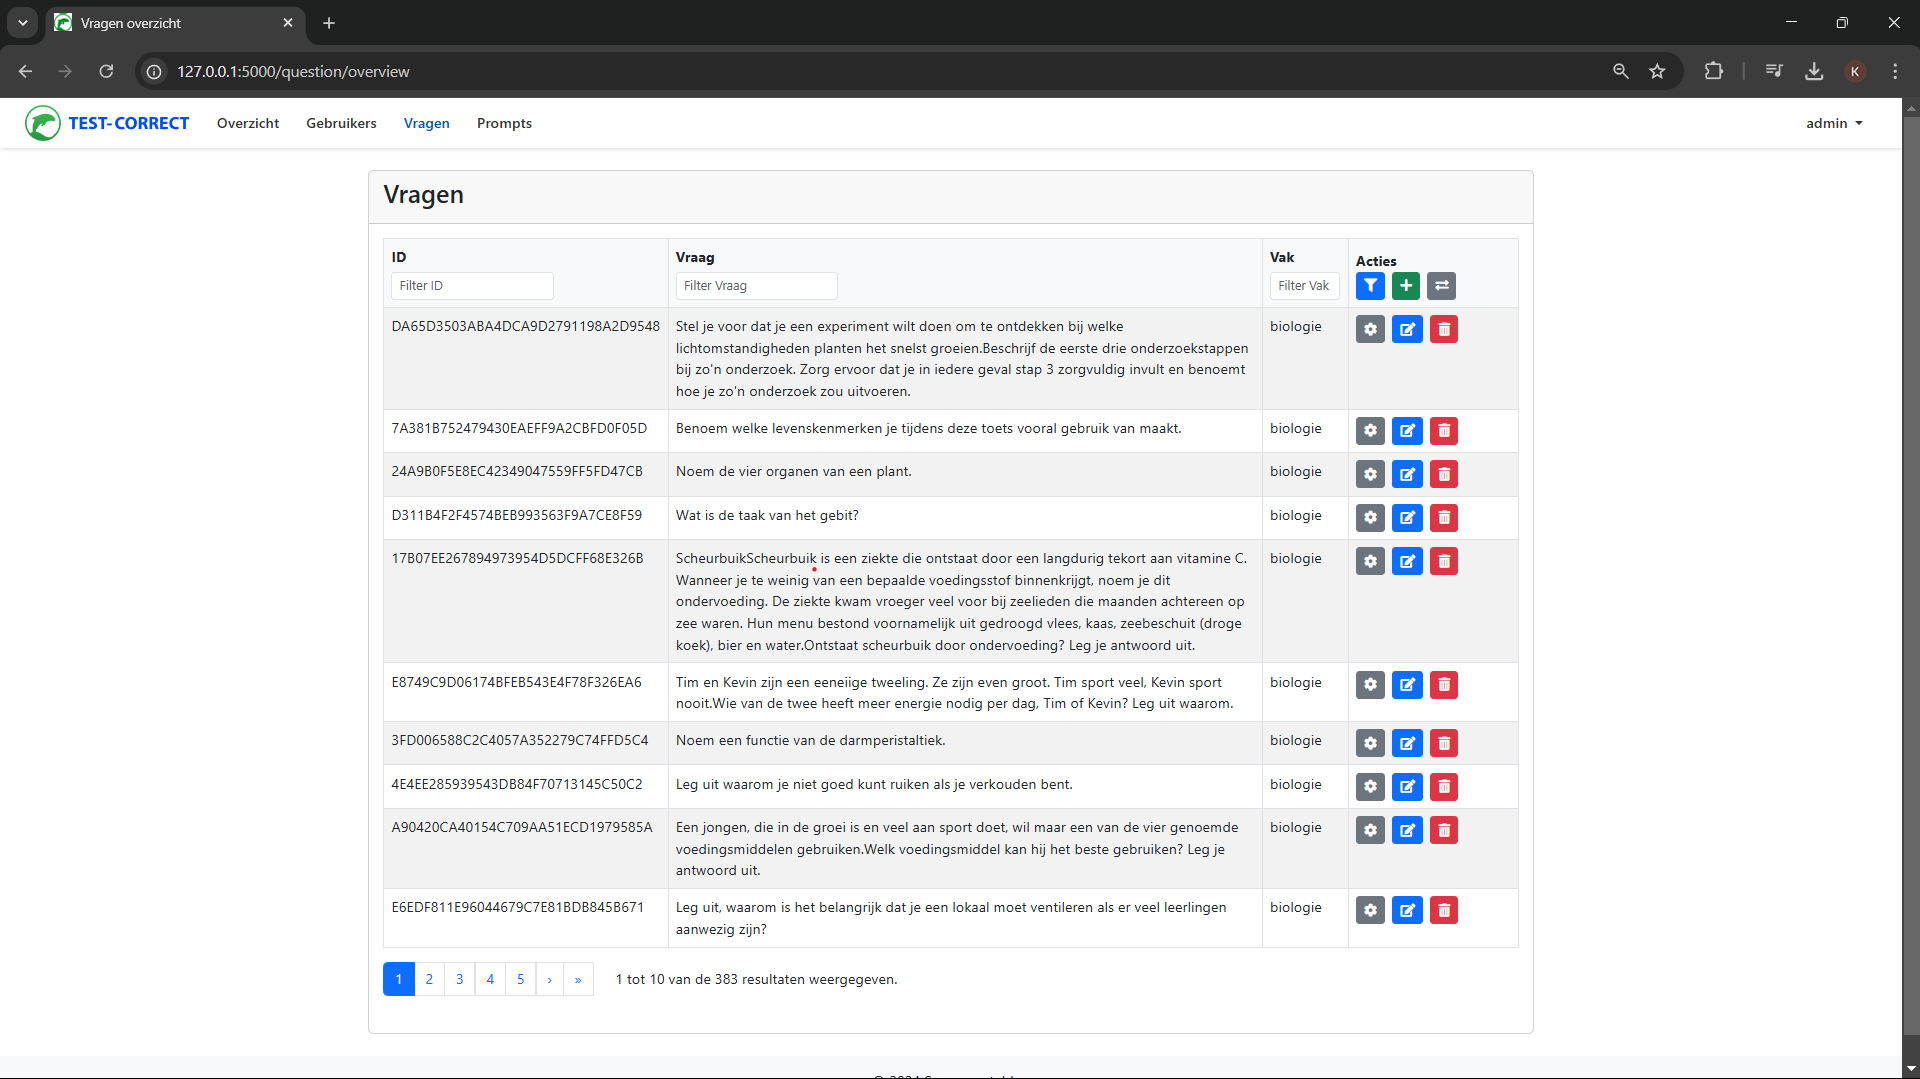 Vragen overzicht
127.0.0.1:5000/question/overview
K
TEST-CORRECT Overzicht Gebruikers Vragen Prompts admin
Vragen
ID Vraag Vak Acties
Filter ID Filter Vraag Filter Vak
DA65D3503ABA4DCA9D2791198A2D9548 Stel je voor dat je een experiment wilt doen om te ontdekken bij welke biologie
lichtomstandigheden planten het snelst groeien.Beschrijf de eerste drie onderzoekstappen
bij zo'n onderzoek. Zorg ervoor dat je in iedere geval stap 3 zorgvuldig invult en benoemt
hoe je zo'n onderzoek zou uitvoeren.
7A381B752479430EAEFF9A2CBFD0F05D Benoem welke levenskenmerken je tijdens deze toets vooral gebruik van maakt. biologie
24A9B0F5E8EC42349047559FF5FD47CB Noem de vier organen van een plant. biologie
D311B4F2F4574BEB993563F9A7CE8F59 Wat is de taak van het gebit? biologie
17B07EE267894973954D5DCFF68E326B ScheurbuikScheurbuik is een ziekte die ontstaat door een langdurig tekort aan vitamine C. biologie
Wanneer je te weinig van een bepaalde voedingsstof binnenkrijgt, noem je dit
ondervoeding. De ziekte kwam vroeger veel voor bij zeelieden die maanden achtereen op
zee waren. Hun menu bestond voornamelijk uit gedroogd vlees, kaas, zeebeschuit (droge
koek), bier en water.Ontstaat scheurbuik door ondervoeding? Leg je antwoord uit.
E8749C9D06174BFEB543E4F78F326EA6 Tim en Kevin zijn een eeneiige tweeling. Ze zijn even groot. Tim sport veel, Kevin sport biologie
nooit.Wie van de twee heeft meer energie nodig per dag, Tim of Kevin? Leg uit waarom.
3FD006588C2C4057A352279C74FFD5C4 Noem een functie van de darmperistaltiek. biologie
4E4EE285939543DB84F70713145C50C2 Leg uit waarom je niet goed kunt ruiken als je verkouden bent. biologie
A90420CA40154C709AA51ECD1979585A Een jongen, die in de groei is en veel aan sport doet, wil maar een van de vier genoemde biologie
voedingsmiddelen gebruiken.Welk voedingsmiddel kan hij het beste gebruiken? Leg je
antwoord uit.
E6EDF811E96044679C7E81BDB845B671 Leg uit, waarom is het belangrijk dat je een lokaal moet ventileren als er veel leerlingen biologie
aanwezig zijn?
1 2 3 4 5 › » 1 tot 10 van de 383 resultaten weergegeven.